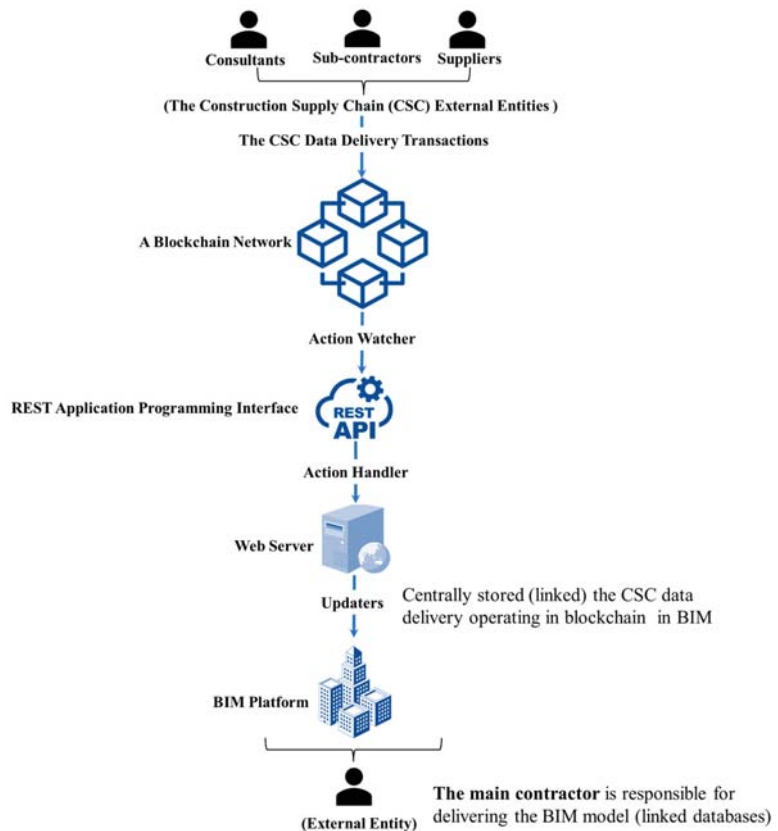 Consultants
Sub-contractors
Suppliers
(The Construction Supply Chain (CSC) External Entities )
The CSC Data Delivery Transactions
A Blockchain Network
Action Watcher
REST Application Programming Interface
REST
API
Action Handler
Web Server
Updaters
Centrally stored (linked) the CSC data
delivery operating in blockchain in BIM
BIM Platform
(External Entity)
The main contractor is responsible for
delivering the BIM model (linked databases)